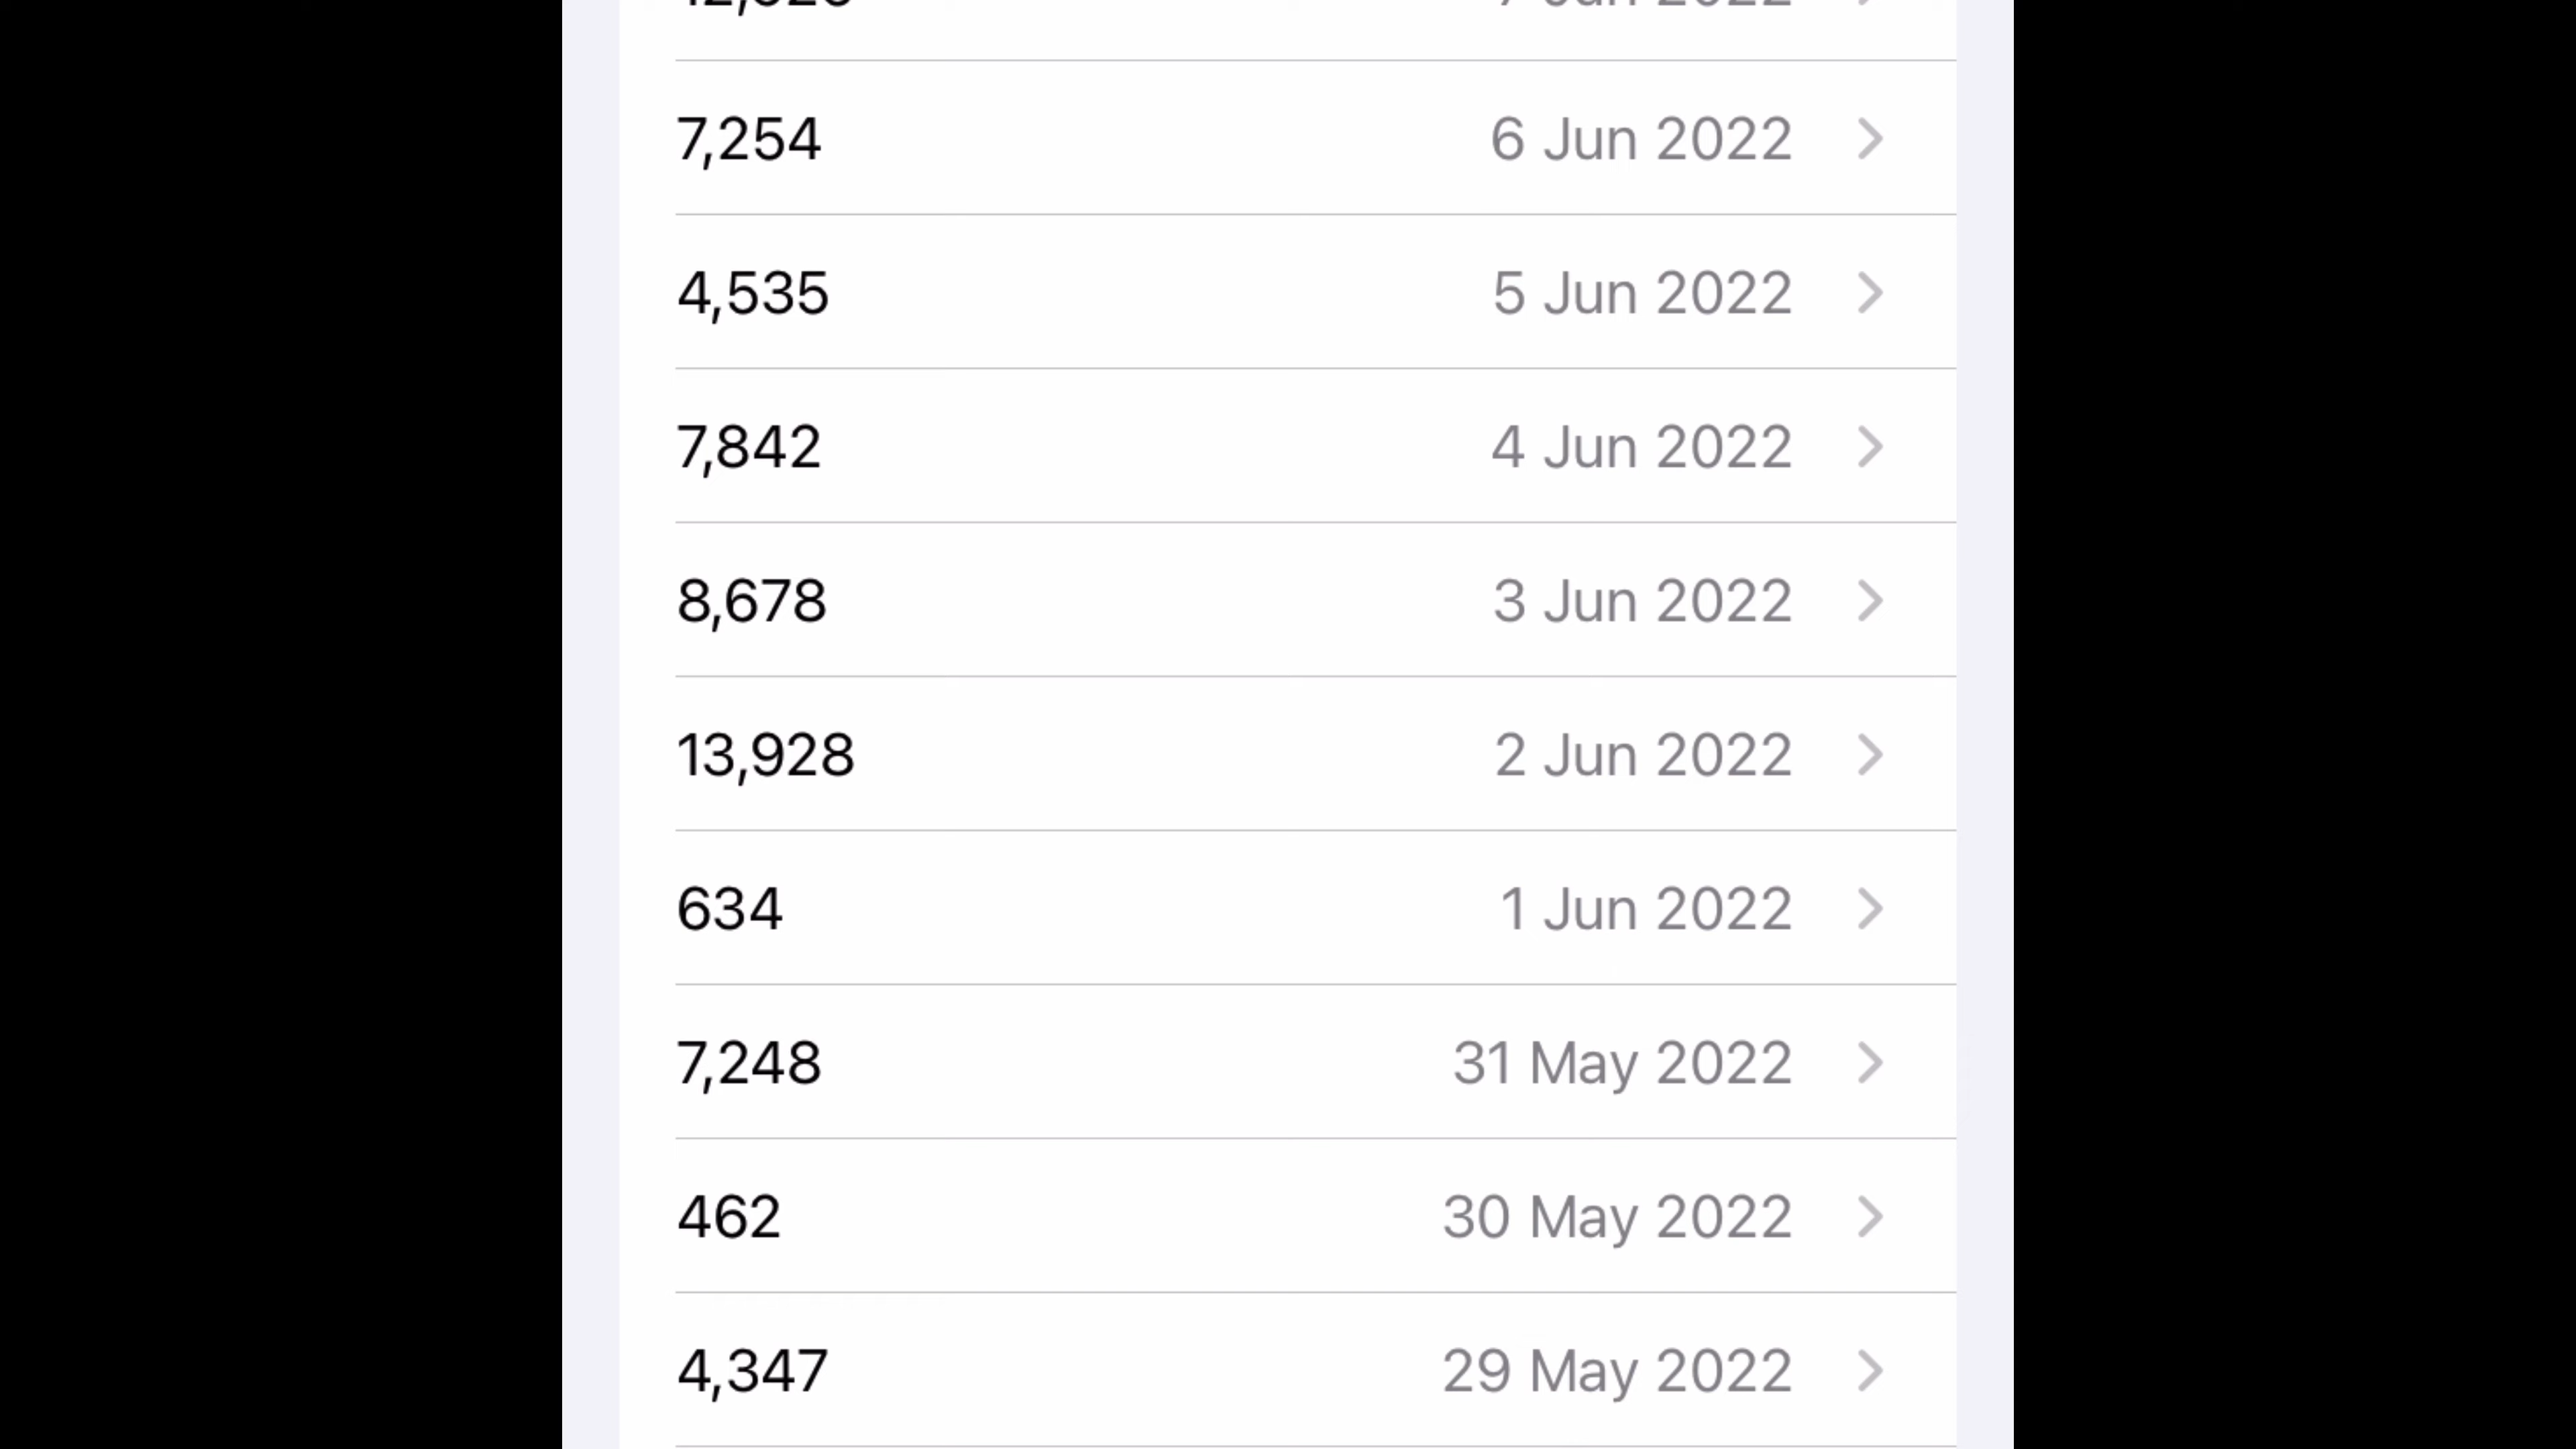 7,254 6 Jun 2022
4,535 5 Jun 2022
7,842 4 Jun 2022
8,678 3 Jun 2022
13,928 2 Jun 2022
634 1 Jun 2022
7,248 31 May 2022
462 30 May 2022
4,347 29 May 2022